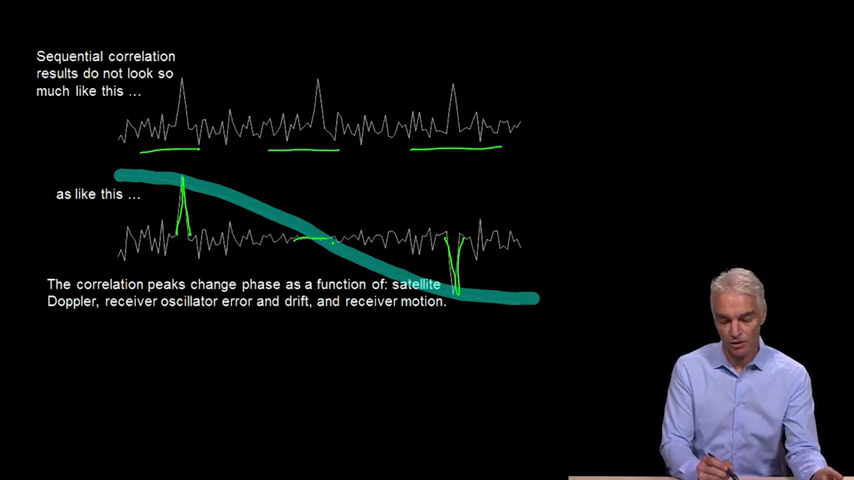 Sequential correlation
results do not look so
much like this ...
as like this ...
The correlation peaks change phase as a function of: satellite
Doppler, receiver oscillator error and drift, and receiver motion.